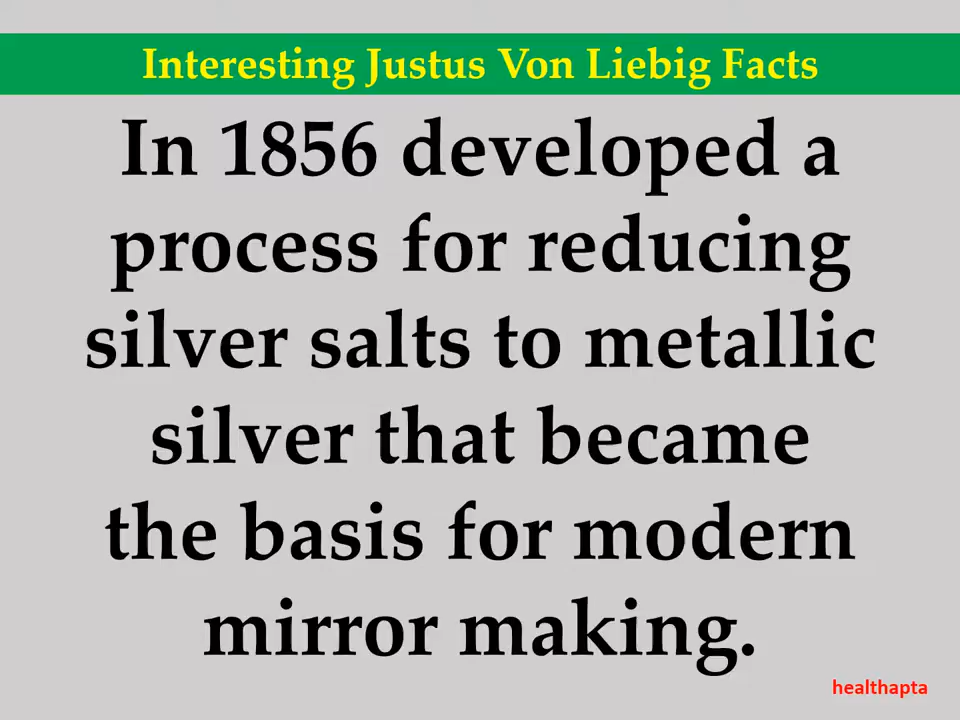 Interesting Justus Von Liebig Facts
In 1856 developed a
process for reducing
silver salts to metallic
silver that became
the basis for modern
mirror making.
healthapta